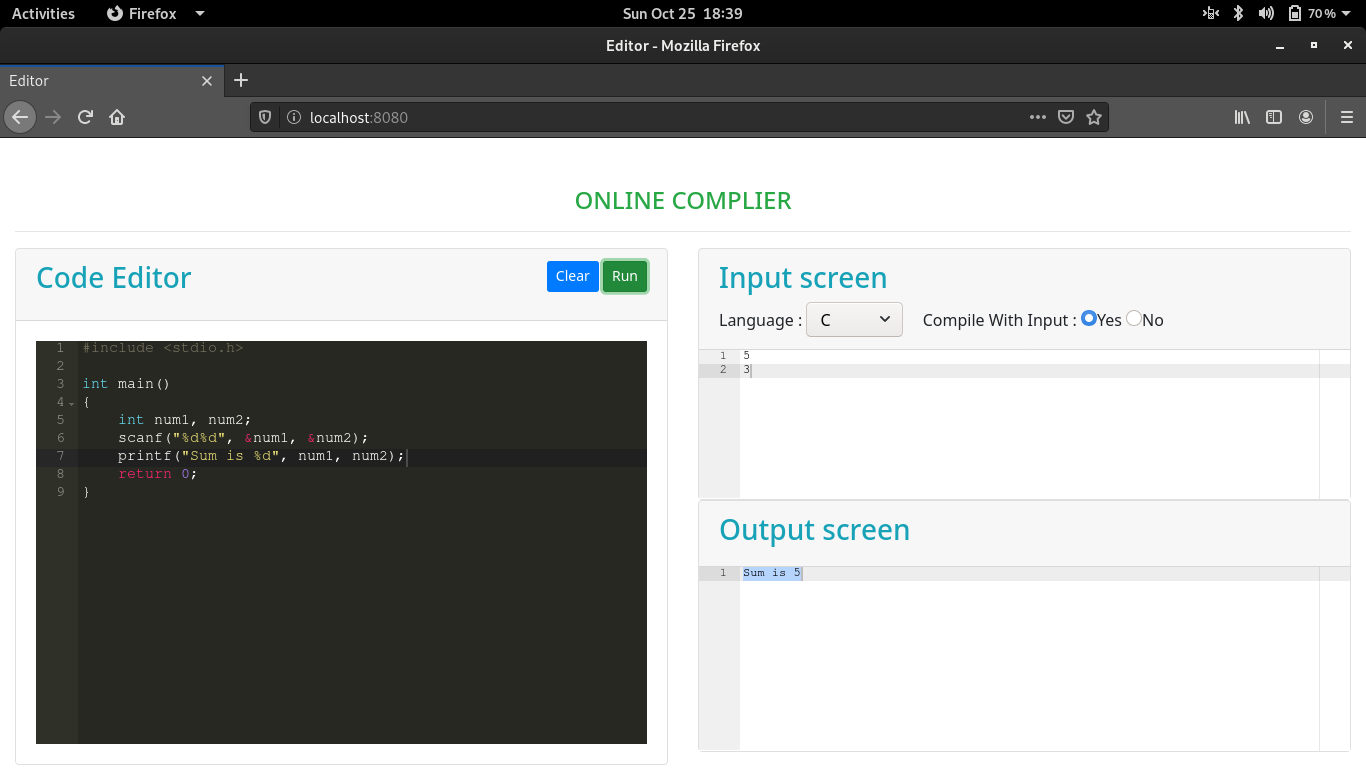 Activities Firefox Sun Oct 25 18:39 70%
Editor - Mozilla Firefox
Editor
localhost:8080
ONLINE COMPLIER
Code Editor Clear Run
1 #include <stdio.h>
2
3 int main()
4 {
5 int num1, num2;
6 scanf("%d%d", &num1, &num2);
7 printf("Sum is %d", num1, num2);
8 return 0;
9 }
Input screen
Language : C Compile With Input : Yes No
1 5
2 3
Output screen
1 Sum is 5